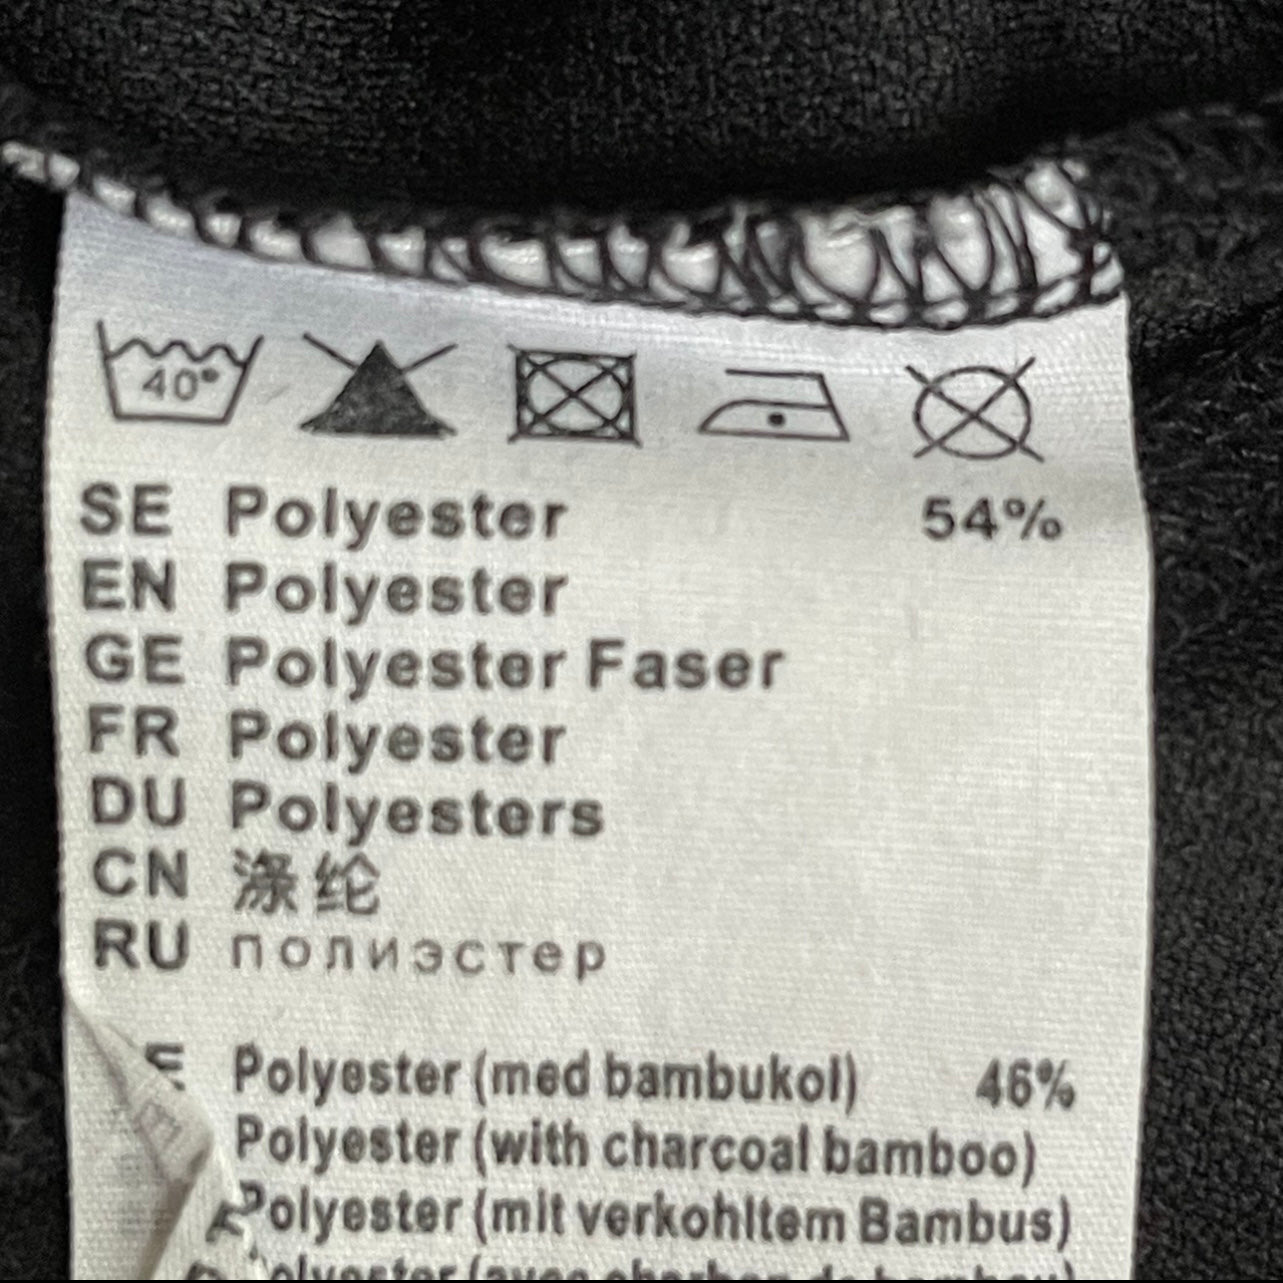 40°
SE Polyester 54%
EN Polyester
GE Polyester Faser
FR Polyester
DU Polyesters
CN 涤纶
RU полиэстер
Polyester (med bambukol) 46%
Polyester (with charcoal bamboo)
Polyester (mit verkohltem Bambus)